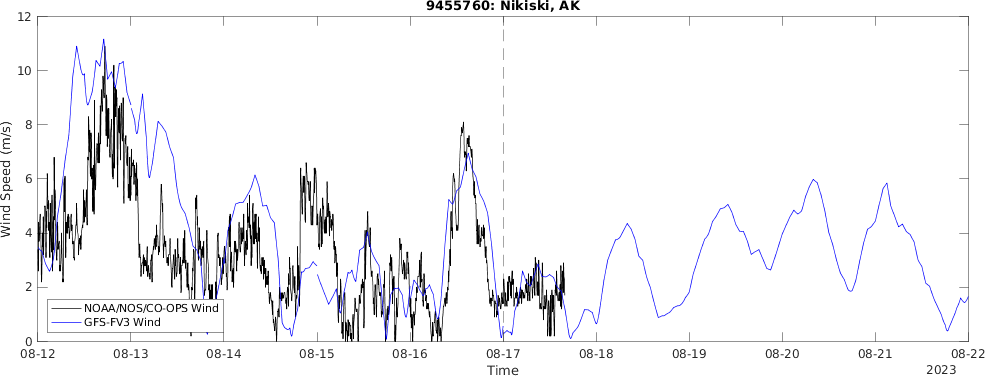 9455760: Nikiski, AK
Wind Speed (m/s)
12
10
8
6
4
2
0
NOAA/NOS/CO-OPS Wind
GFS-FV3 Wind
08-12 08-13 08-14 08-15 08-16 08-17 08-18 08-19 08-20 08-21 08-22
Time
2023